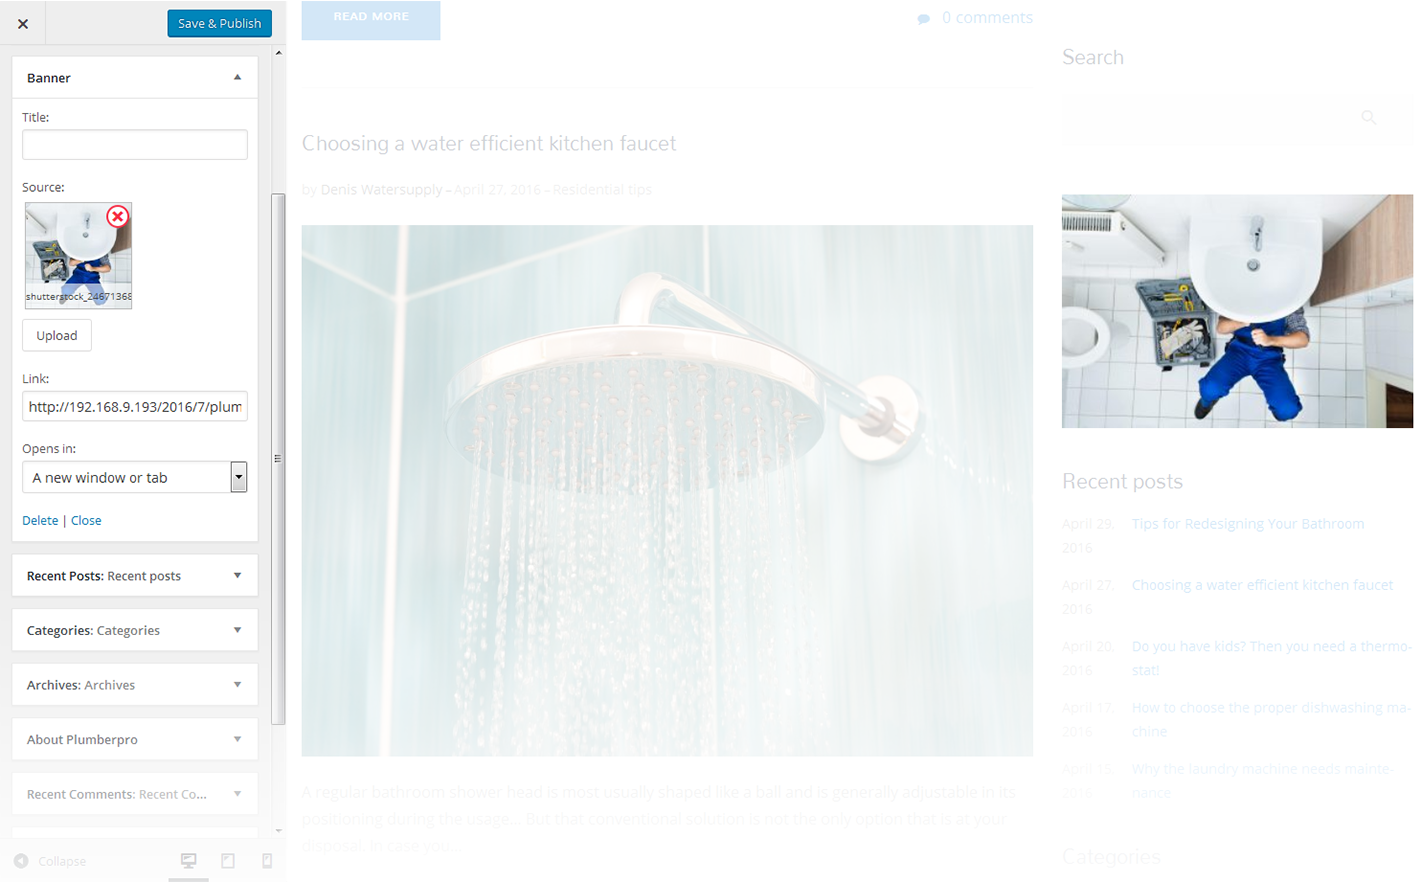 Save & Publish
Banner
Title:
Source:
shutterstock_24671368
Upload
Link:
http://192.168.9.193/2016/7/plum
Opens in:
A new window or tab
Delete | Close
Recent Posts: Recent posts
Categories: Categories
Archives: Archives
About Plumberpro
Recent Comments: Recent Co...
Collapse
READ MORE
0 comments
Choosing a water efficient kitchen faucet
by Denis Watersupply – April 27, 2016 – Residential tips
A regular bathroom shower head is most usually shaped like a ball and is generally adjustable in its
positioning during the usage... But that conventional solution is not the only option that is at your
disposal. In case you...
Search
Recent posts
April 29, 2016
Tips for Redesigning Your Bathroom
April 27, 2016
Choosing a water efficient kitchen faucet
April 20, 2016
Do you have kids? Then you need a thermo-
stat!
April 17, 2016
How to choose the proper dishwashing ma-
chine
April 15, 2016
Why the laundry machine needs mainte-
nance
Categories